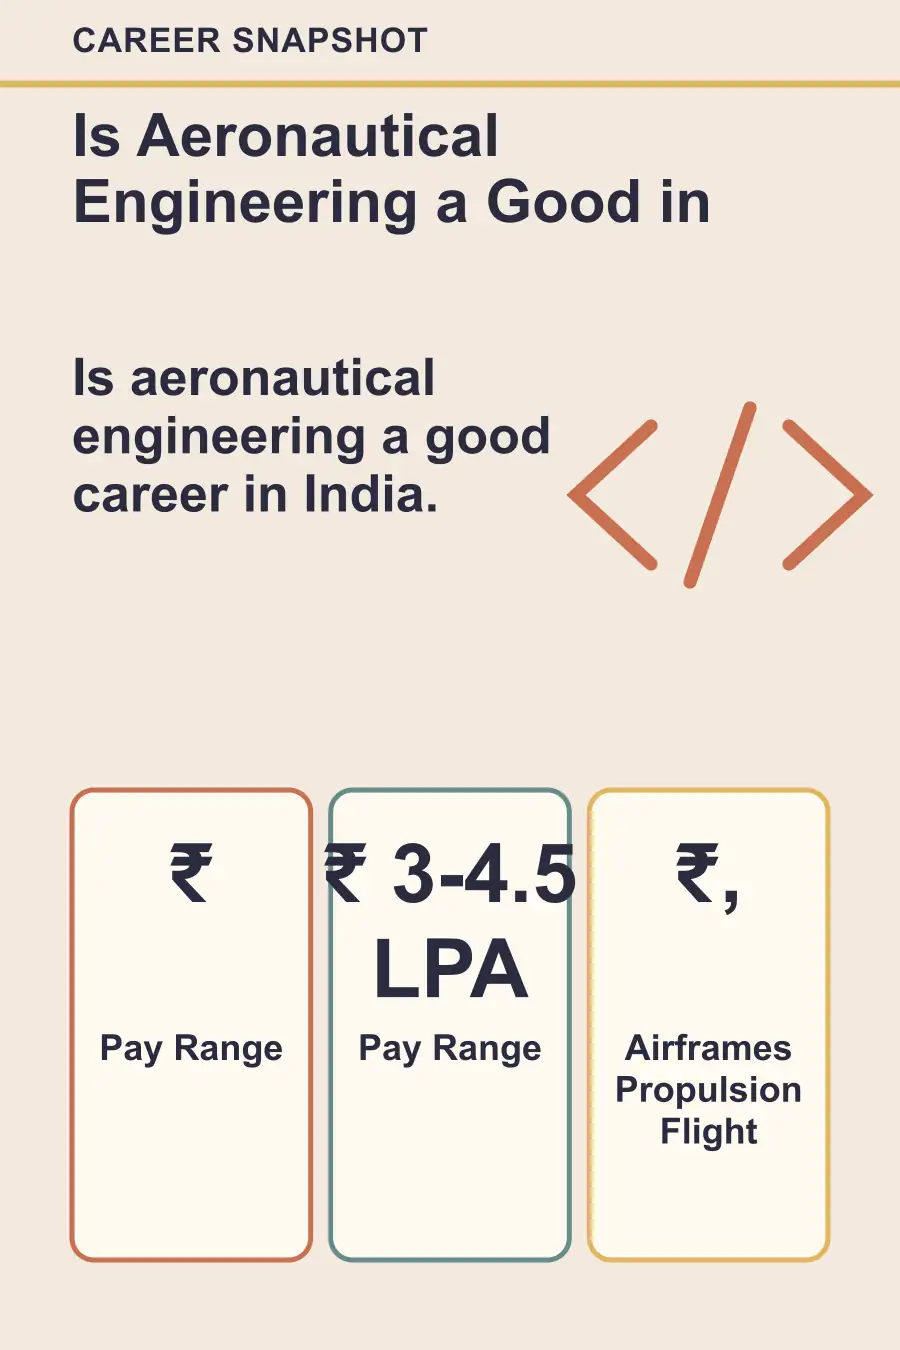 CAREER SNAPSHOT
Is Aeronautical
Engineering a Good in
Is aeronautical
engineering a good
career in India.
</>
₹
Pay Range
₹ 3-4.5
LPA
Pay Range
₹,
Airframes
Propulsion
Flight